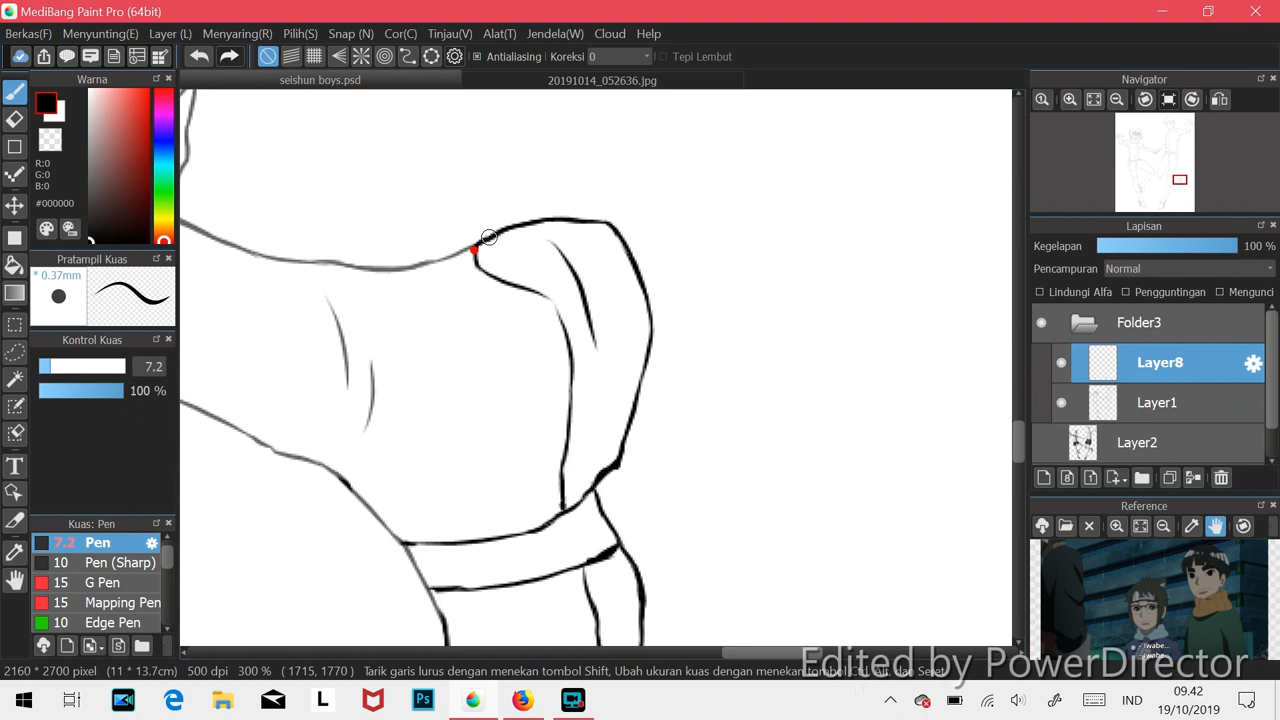 MediBang Paint Pro (64bit)
Berkas(F) Menyunting(E) Layar (L) Menyaring(R) Pilih(S) Snap (N) Cor(C) Tinjau(V) Alat(T) Jendela(W) Cloud Help
Antialiasing Koreksi 0 Tepi Lembut
Warna
seishun boys.psd
20191014_052636.jpg
Navigator
R:0
G:0
B:0
#000000
Pratampil Kuas
* 0.37mm
Kontrol Kuas
7.2
100 %
Kuas: Pen
7.2 Pen
10 Pen (Sharp)
15 G Pen
15 Mapping Pen
10 Edge Pen
Lapisan
Kegelapan 100 %
Pencampuran Normal
Lindungi Alfa Pengguntingan Mengunci
Folder3
Layer8
Layer1
Layer2
Reference
Iwabe...
2160 * 2700 pixel (11 * 13.7cm) 500 dpi 300 % ( 1715, 1770 ) Tarik garis lurus dengan menekan tombol Shift, Ubah ukuran kuas dengan menekan tombol Ctrl, Alt, dan Seret
Edited by PowerDirector
IND
09.42
19/10/2019